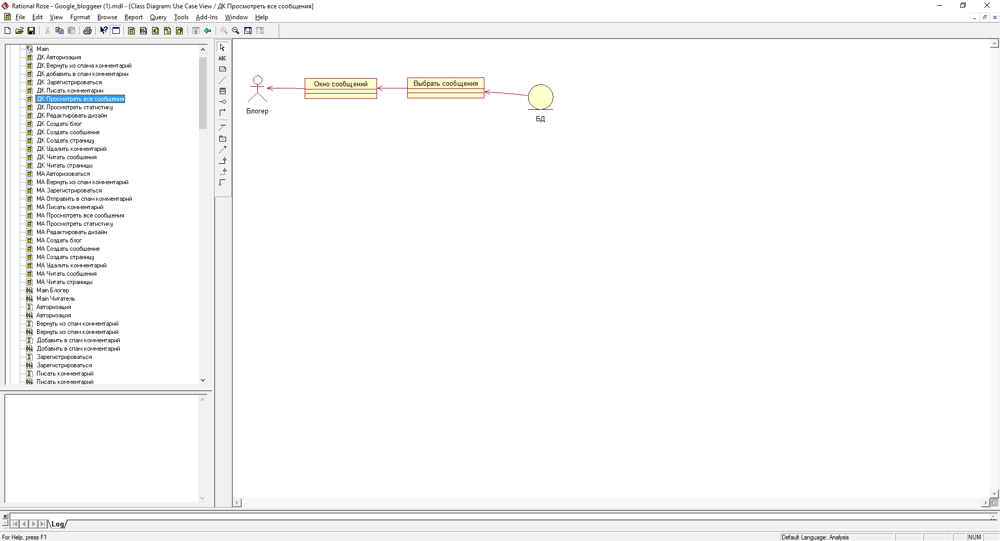 Rational Rose - Google_bloggeer (1).mdl - [Class Diagram: Use Case View / ДК Просмотреть все сообщения]
File Edit View Format Browse Report Query Tools Add-Ins Window Help
Main
ДК Авторизация
ДК Вернуть из спама комментарий
ДК добавить в спам комментарии
ДК Зарегистрироваться
ДК Писать комментарии
ДК Просмотреть все сообщения
ДК Просмотреть статистику
ДК Редактировать дизайн
ДК Создать блог
ДК Создать сообщение
ДК Создать страницу
ДК Удалить комментарий
ДК Читать сообщения
ДК Читать страницы
МА Авторизоваться
МА Вернуть из спам комментарий
МА Зарегистрироваться
МА Отправить в спам комментарий
МА Писать комментарий
МА Просмотреть все сообщения
МА Просмотреть статистику
МА Редактировать дизайн
МА Создать блог
МА Создать сообщение
МА Создать страницу
МА Удалить комментарий
МА Читать сообщения
МА Читать страницы
Main Блогер
Main Читатель
Авторизация
Авторизация
Вернуть из спам комментарий
Вернуть из спам комментарий
Добавить в спам комментарий
Добавить в спам комментарий
Зарегистрироваться
Зарегистрироваться
Писать комментарий
Писать комментарий
ABC
Окно сообщений
Выбрать сообщения
Блогер
БД
Log
For Help, press F1
Default Language: Analysis
NUM